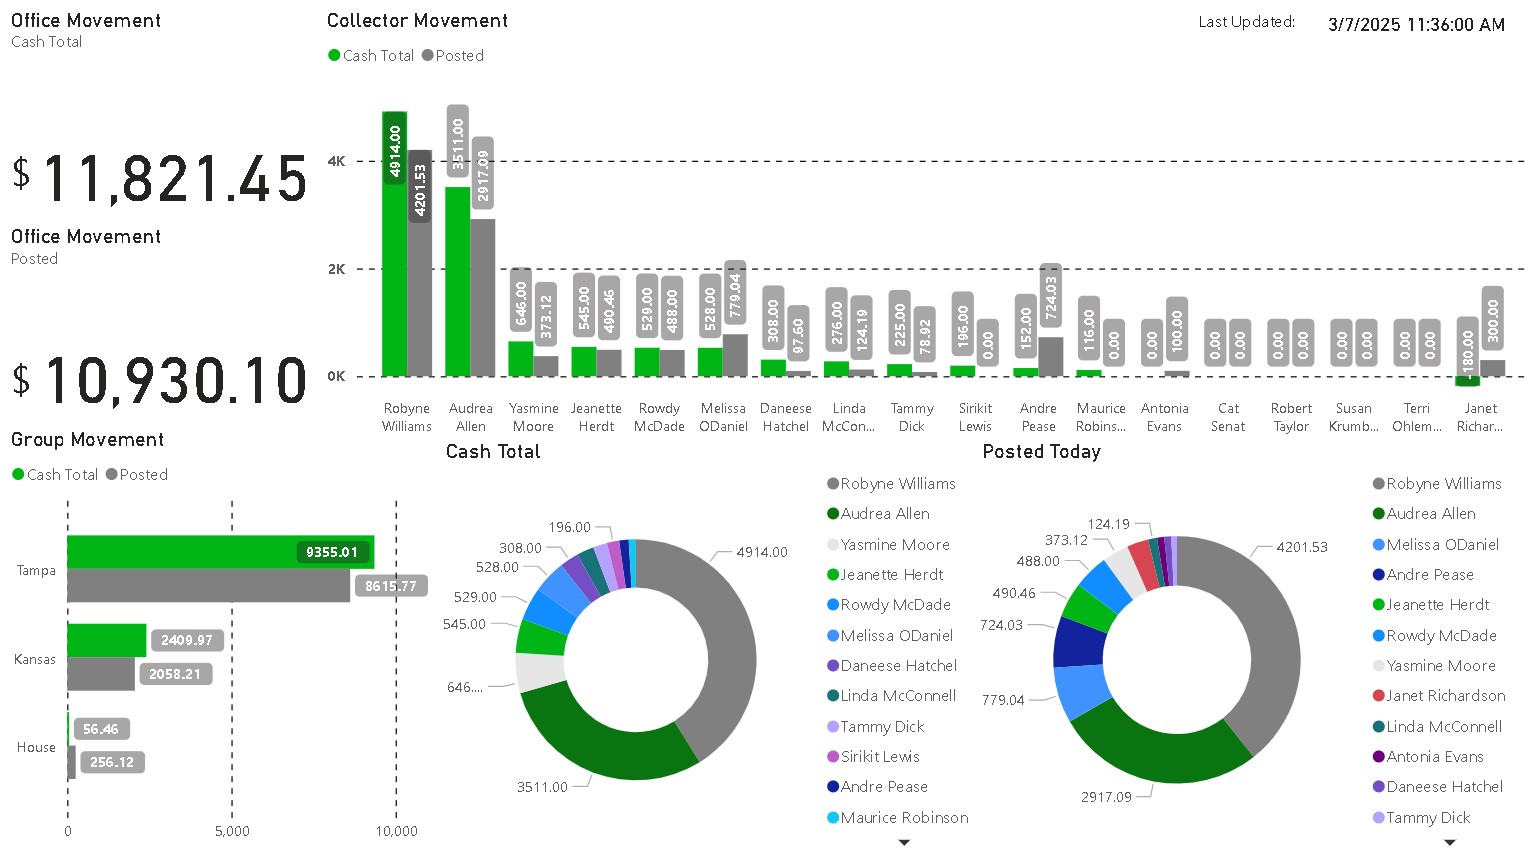 Office Movement
Cash Total
$ 11,821.45
Office Movement
Posted
$ 10,930.10
Collector Movement
Cash Total Posted
Last Updated: 3/7/2025 11:36:00 AM
4K
2K
0K
4914.00 4201.53
3511.00 2917.09
646.00 373.12
545.00 490.46
529.00 488.00
528.00 779.04
308.00 97.60
276.00 124.19
225.00 78.92
196.00 0.00
152.00 724.03
116.00 0.00
0.00 100.00
0.00 0.00
0.00 0.00
0.00 0.00
0.00 0.00
-180.00 300.00
Robyne Williams
Audrea Allen
Yasmine Moore
Jeanette Herdt
Rowdy McDade
Melissa ODaniel
Daneese Hatchel
Linda McCon...
Tammy Dick
Sirikit Lewis
Andre Pease
Maurice Robins...
Antonia Evans
Cat Senat
Robert Taylor
Susan Krumb...
Terri Ohlem...
Janet Richar...
Group Movement
Cash Total Posted
Tampa
9355.01
8615.77
Kansas
2409.97
2058.21
House
56.46
256.12
0 5,000 10,000
Cash Total
196.00
308.00
528.00
529.00
545.00
646....
3511.00
4914.00
Robyne Williams
Audrea Allen
Yasmine Moore
Jeanette Herdt
Rowdy McDade
Melissa ODaniel
Daneese Hatchel
Linda McConnell
Tammy Dick
Sirikit Lewis
Andre Pease
Maurice Robinson
Posted Today
124.19
373.12
488.00
490.46
724.03
779.04
2917.09
4201.53
Robyne Williams
Audrea Allen
Melissa ODaniel
Andre Pease
Jeanette Herdt
Rowdy McDade
Yasmine Moore
Janet Richardson
Linda McConnell
Antonia Evans
Daneese Hatchel
Tammy Dick